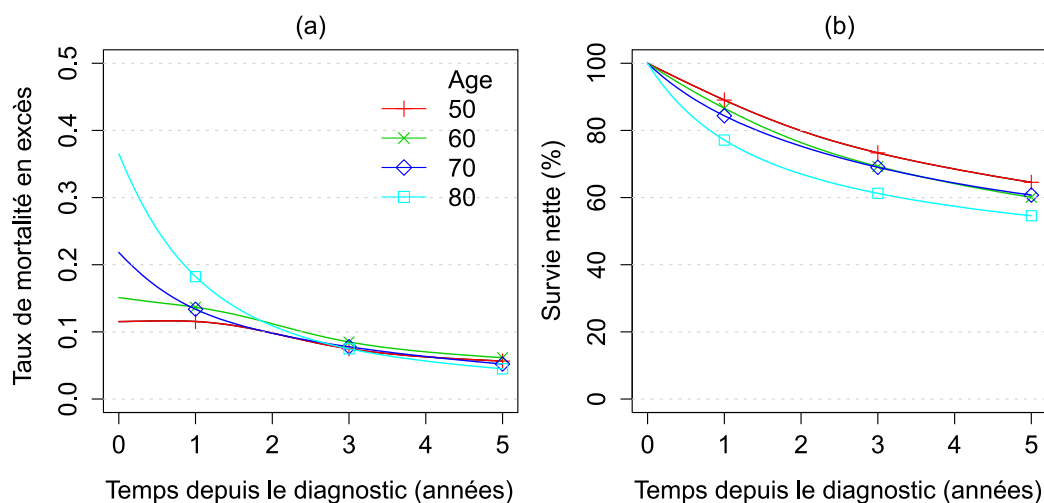 (a)
Taux de mortalité en excès
0.5
0.4
0.3
0.2
0.1
0.0
Age
50
60
70
80
0 1 2 3 4 5
Temps depuis le diagnostic (années)
(b)
Survie nette (%)
100
80
60
40
20
0
0 1 2 3 4 5
Temps depuis le diagnostic (années)